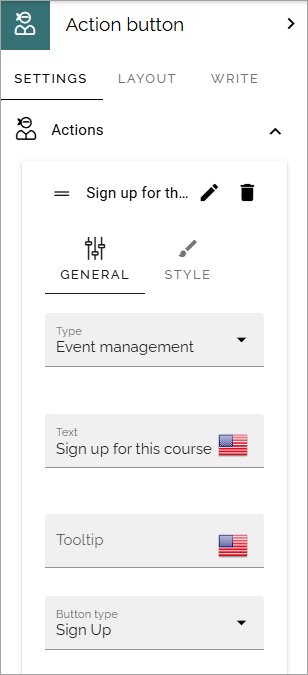 Action button
SETTINGS LAYOUT WRITE
Actions
Sign up for th...
GENERAL STYLE
Type
Event management
Text
Sign up for this course
Tooltip
Button type
Sign Up